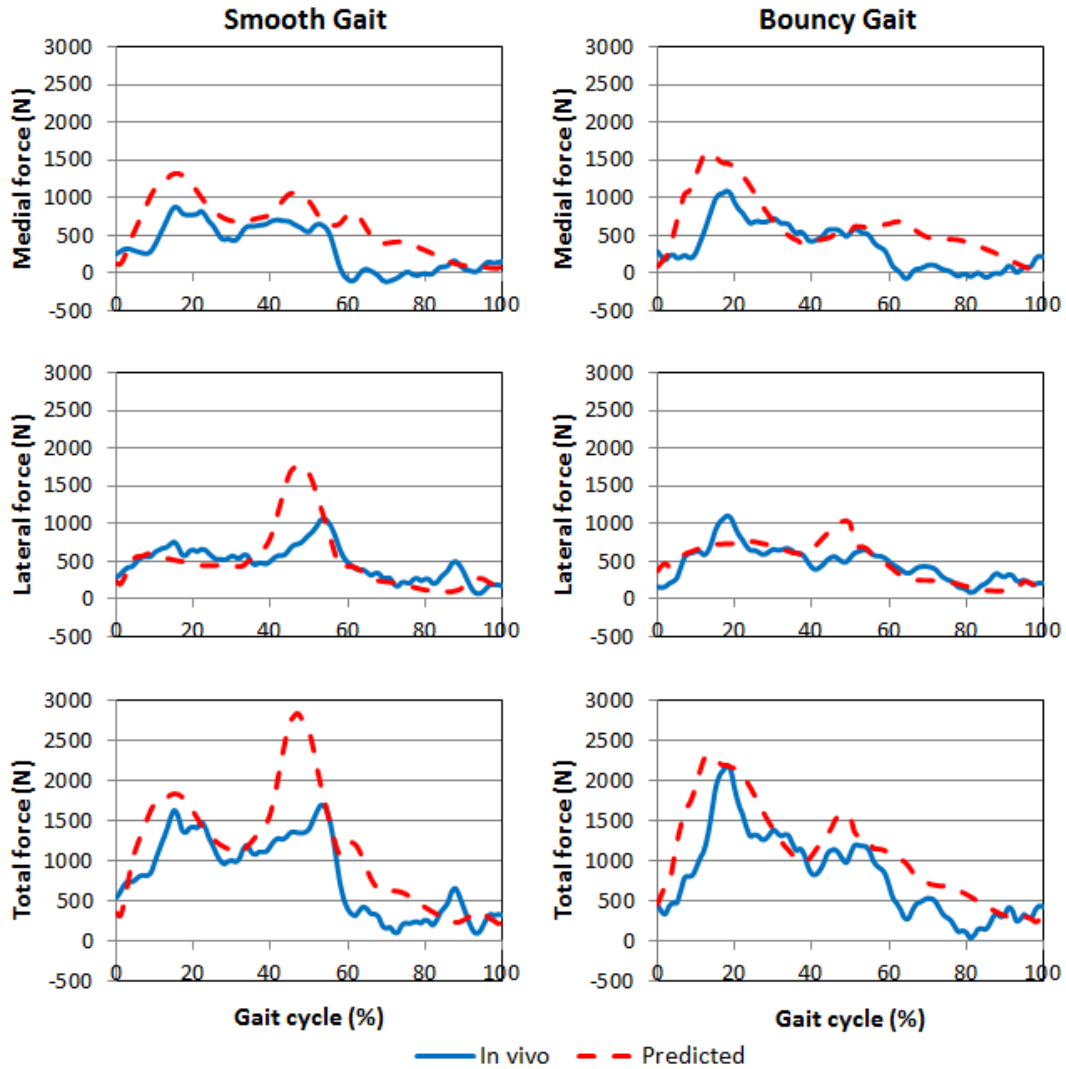 Smooth Gait
Bouncy Gait
3000
2500
2000
1500
1000
500
0
-500
Medial force (N)
0 20 40 60 80 100
3000
2500
2000
1500
1000
500
0
-500
Medial force (N)
0 20 40 60 80 100
3000
2500
2000
1500
1000
500
0
-500
Lateral force (N)
0 20 40 60 80 100
3000
2500
2000
1500
1000
500
0
-500
Lateral force (N)
0 20 40 60 80 100
3000
2500
2000
1500
1000
500
0
-500
Total force (N)
0 20 40 60 80 100
Gait cycle (%)
3000
2500
2000
1500
1000
500
0
-500
Total force (N)
0 20 40 60 80 100
Gait cycle (%)
In vivo Predicted